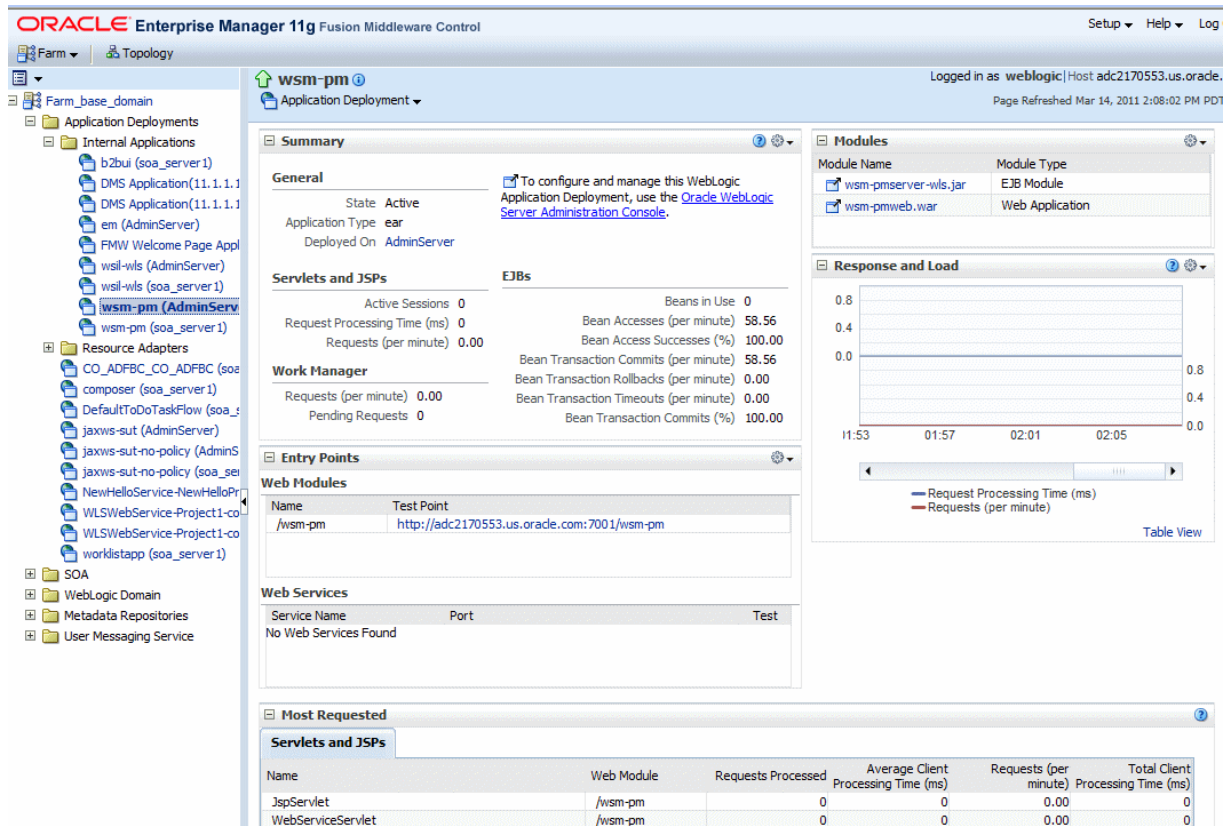 ORACLE Enterprise Manager 11g Fusion Middleware Control
Setup Help Log
Farm Topology
Farm_base_domain
Application Deployments
Internal Applications
b2bui (soa_server1)
DMS Application(11.1.1.1
DMS Application(11.1.1.1
em (AdminServer)
FMW Welcome Page Appl
wsil-wls (AdminServer)
wsil-wls (soa_server1)
wsm-pm (AdminServ
wsm-pm (soa_server1)
Resource Adapters
CO_ADFBC_CO_ADFBC (soa
composer (soa_server1)
DefaultToDoTaskFlow (soa_s
jaxws-sut (AdminServer)
jaxws-sut-no-policy (AdminS
jaxws-sut-no-policy (soa_ser
NewHelloService-NewHelloPr
WLSWebService-Project1-co
WLSWebService-Project1-co
worklistapp (soa_server1)
SOA
WebLogic Domain
Metadata Repositories
User Messaging Service
wsm-pm
Application Deployment
Logged in as weblogic|Host adc2170553.us.oracle.
Page Refreshed Mar 14, 2011 2:08:02 PM PDT
Summary
General
State Active
Application Type ear
Deployed On AdminServer
To configure and manage this WebLogic
Application Deployment, use the Oracle WebLogic
Server Administration Console.
Servlets and JSPs
Active Sessions 0
Request Processing Time (ms) 0
Requests (per minute) 0.00
Work Manager
Requests (per minute) 0.00
Pending Requests 0
EJBs
Beans in Use 0
Bean Accesses (per minute) 58.56
Bean Access Successes (%) 100.00
Bean Transaction Commits (per minute) 58.56
Bean Transaction Rollbacks (per minute) 0.00
Bean Transaction Timeouts (per minute) 0.00
Bean Transaction Commits (%) 100.00
Entry Points
Web Modules
Name Test Point
/wsm-pm http://adc2170553.us.oracle.com:7001/wsm-pm
Web Services
Service Name Port Test
No Web Services Found
Modules
Module Name Module Type
wsm-pmserver-wls.jar EJB Module
wsm-pmweb.war Web Application
Response and Load
0.8
0.4
0.0
0.8
0.4
0.0
11:53 01:57 02:01 02:05
Request Processing Time (ms)
Requests (per minute)
Table View
Most Requested
Servlets and JSPs
Name Web Module Requests Processed Average Client Processing Time (ms) Requests (per minute) Total Client Processing Time (ms)
JspServlet /wsm-pm 0 0 0.00 0
WebServiceServlet /wsm-pm 0 0 0.00 0